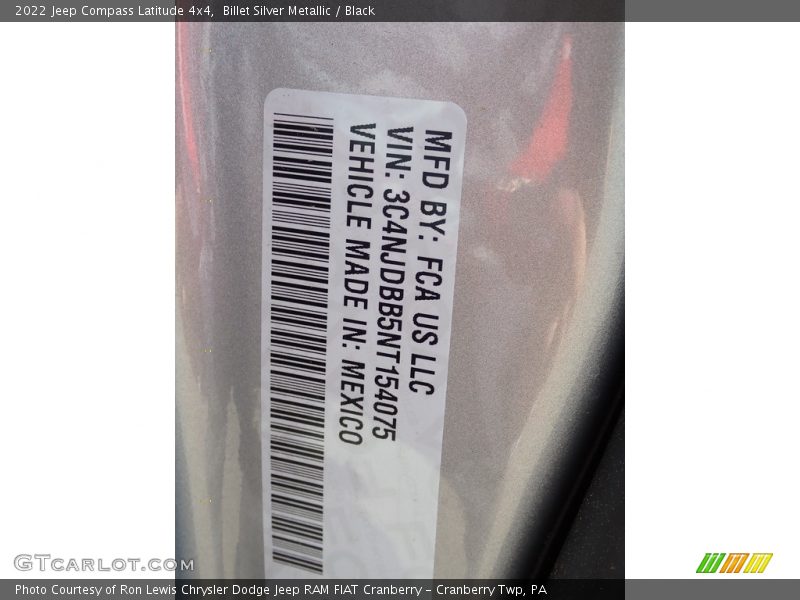 2022 Jeep Compass Latitude 4x4,  Billet Silver Metallic / Black
MFD BY: FCA US LLC
VIN: 3C4NJDBB5NT154075
VEHICLE MADE IN: MEXICO
GTCARLOT.COM
Photo Courtesy of Ron Lewis Chrysler Dodge Jeep RAM FIAT Cranberry – Cranberry Twp, PA